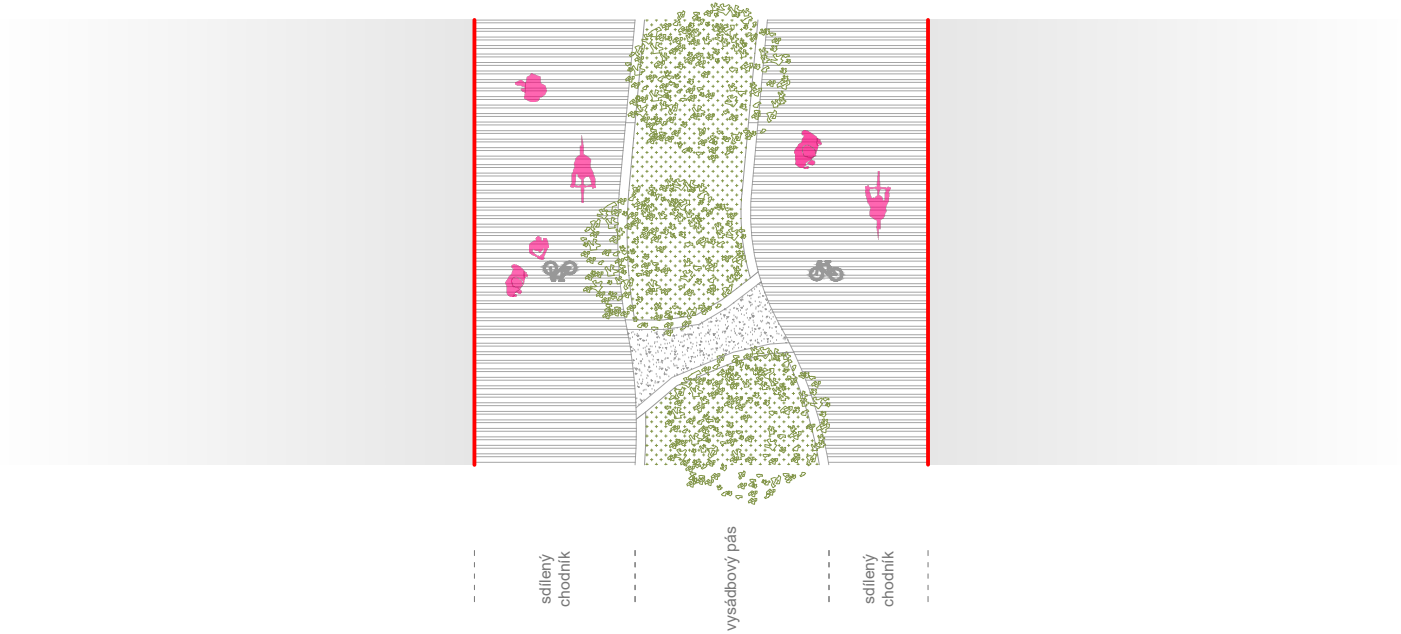 sdílený
chodník
vysádbový pás
sdílený
chodník